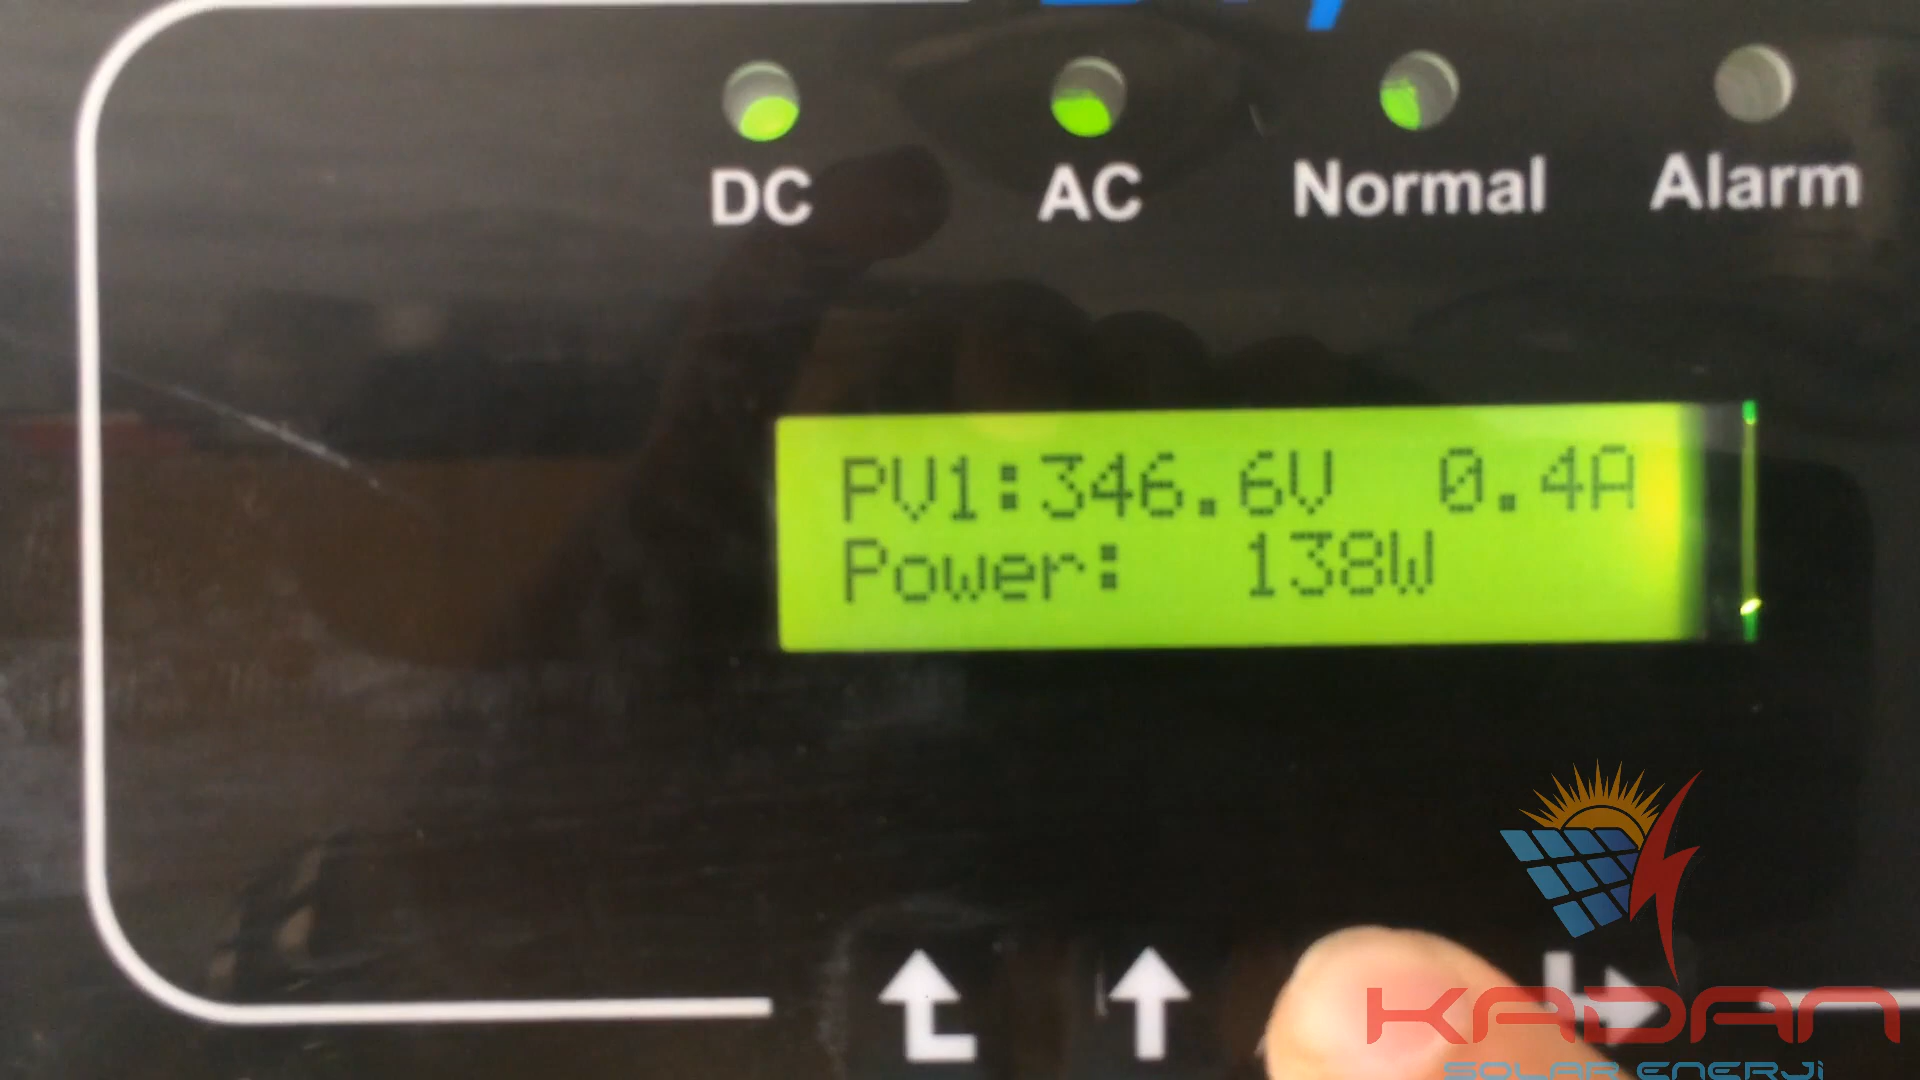 DC AC Normal Alarm
PV1:346.6V 0.4A
Power: 138W
KADAN
SOLAR ENERJİ